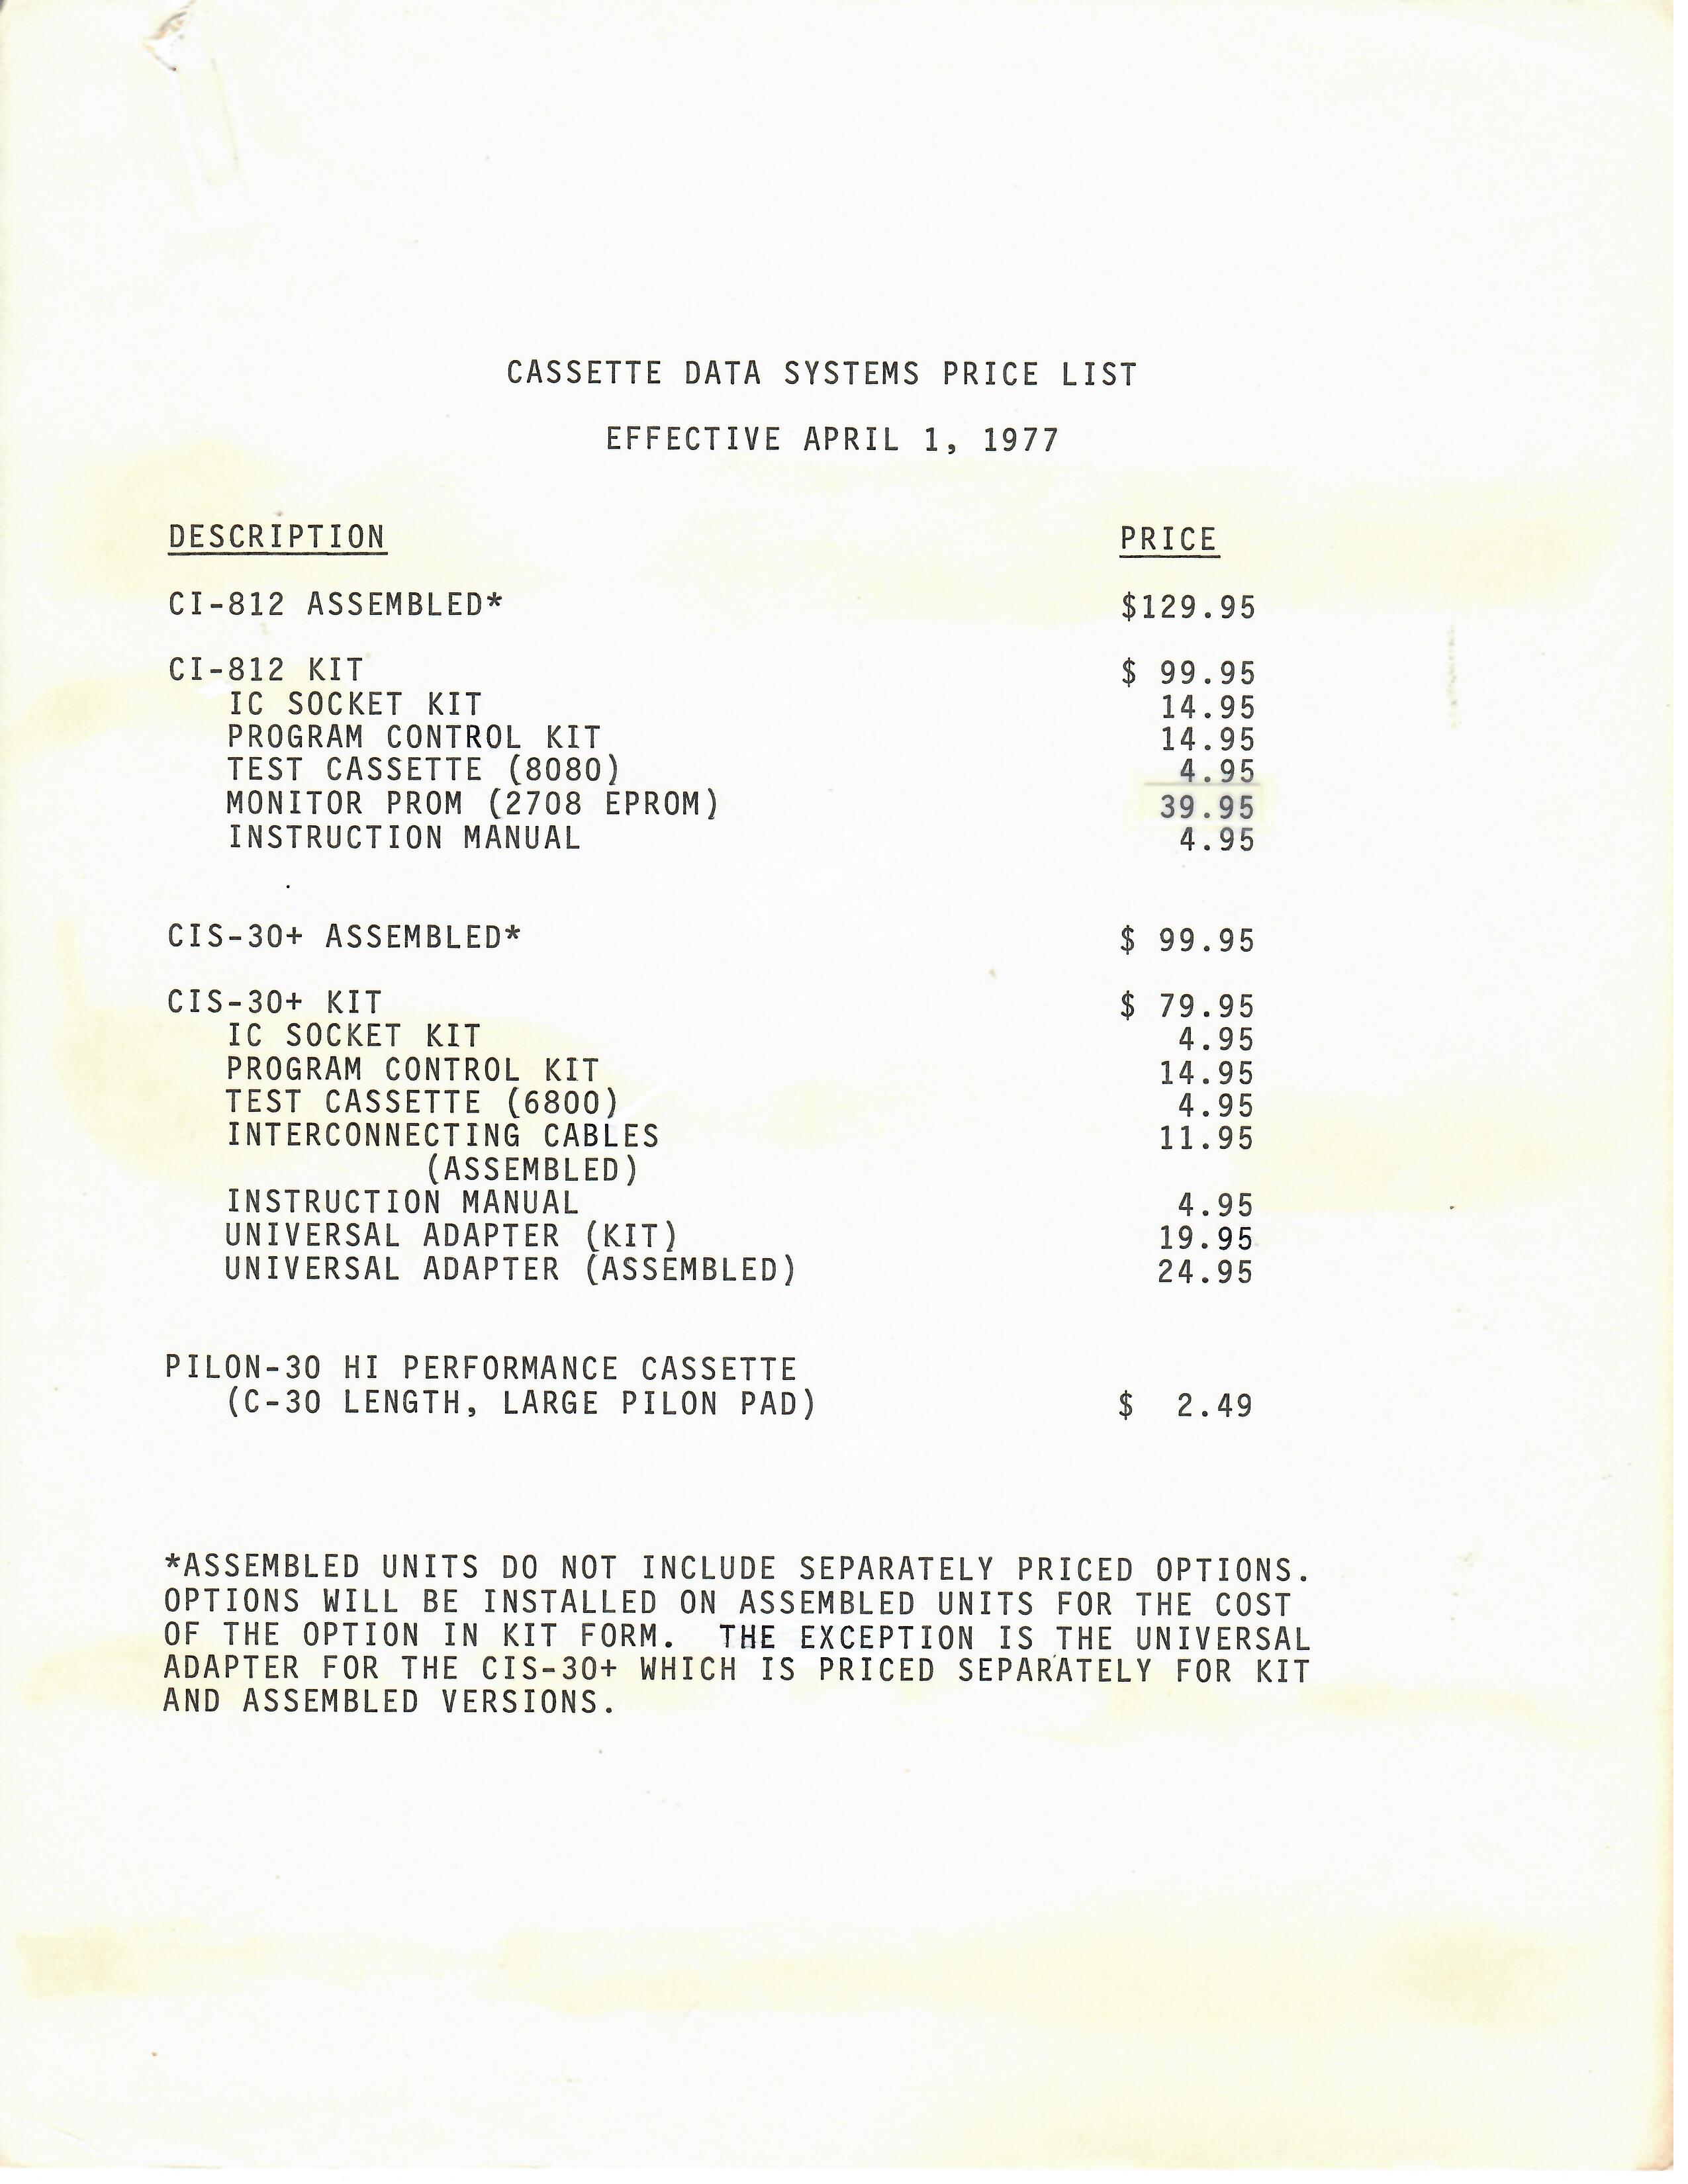 CASSETTE DATA SYSTEMS PRICE LIST
EFFECTIVE APRIL 1, 1977
DESCRIPTION PRICE
CI-812 ASSEMBLED* $129.95
CI-812 KIT $ 99.95
IC SOCKET KIT 14.95
PROGRAM CONTROL KIT 14.95
TEST CASSETTE (8080) 4.95
MONITOR PROM (2708 EPROM) 39.95
INSTRUCTION MANUAL 4.95
CIS-30+ ASSEMBLED* $ 99.95
CIS-30+ KIT $ 79.95
IC SOCKET KIT 4.95
PROGRAM CONTROL KIT 14.95
TEST CASSETTE (6800) 4.95
INTERCONNECTING CABLES 11.95
(ASSEMBLED)
INSTRUCTION MANUAL 4.95
UNIVERSAL ADAPTER (KIT) 19.95
UNIVERSAL ADAPTER (ASSEMBLED) 24.95
PILON-30 HI PERFORMANCE CASSETTE
(C-30 LENGTH, LARGE PILON PAD) $ 2.49
*ASSEMBLED UNITS DO NOT INCLUDE SEPARATELY PRICED OPTIONS.
OPTIONS WILL BE INSTALLED ON ASSEMBLED UNITS FOR THE COST
OF THE OPTION IN KIT FORM. THE EXCEPTION IS THE UNIVERSAL
ADAPTER FOR THE CIS-30+ WHICH IS PRICED SEPARATELY FOR KIT
AND ASSEMBLED VERSIONS.